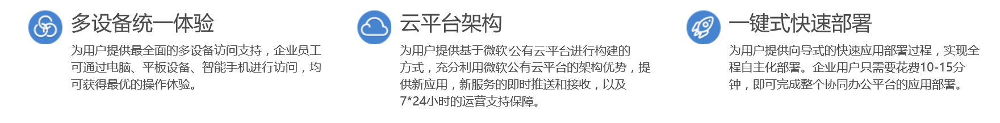 多设备统一体验
为用户提供最全面的多设备访问支持，企业员工
可通过电脑、平板设备、智能手机进行访问，均
可获得最优的操作体验。
云平台架构
为用户提供基于微软公有云平台进行构建的
方式，充分利用微软公有云平台的架构优势，提
供新应用，新服务的即时推送和接收，以及
7*24小时的运营支持保障。
一键式快速部署
为用户提供向导式的快速应用部署过程，实现全
程自主化部署。企业用户只需要花费10-15分
钟，即可完成整个协同办公平台的应用部署。